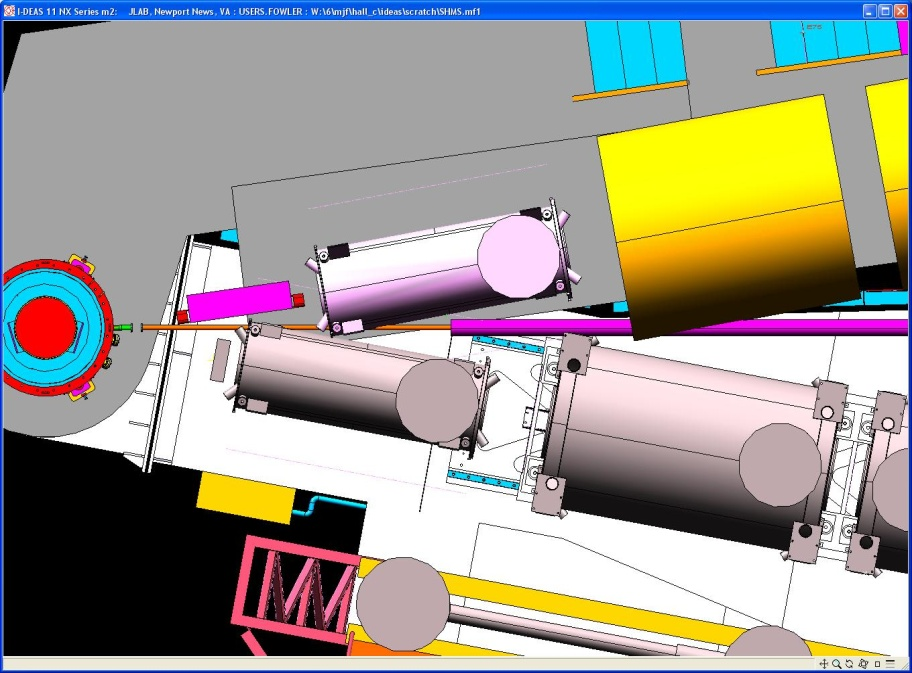 I-DEAS 11 NX Series m2:    JLAB, Newport News, VA : USERS.FOWLER : W:\6\mjf\hall_c\ideas\scratch\SHMS.mf1